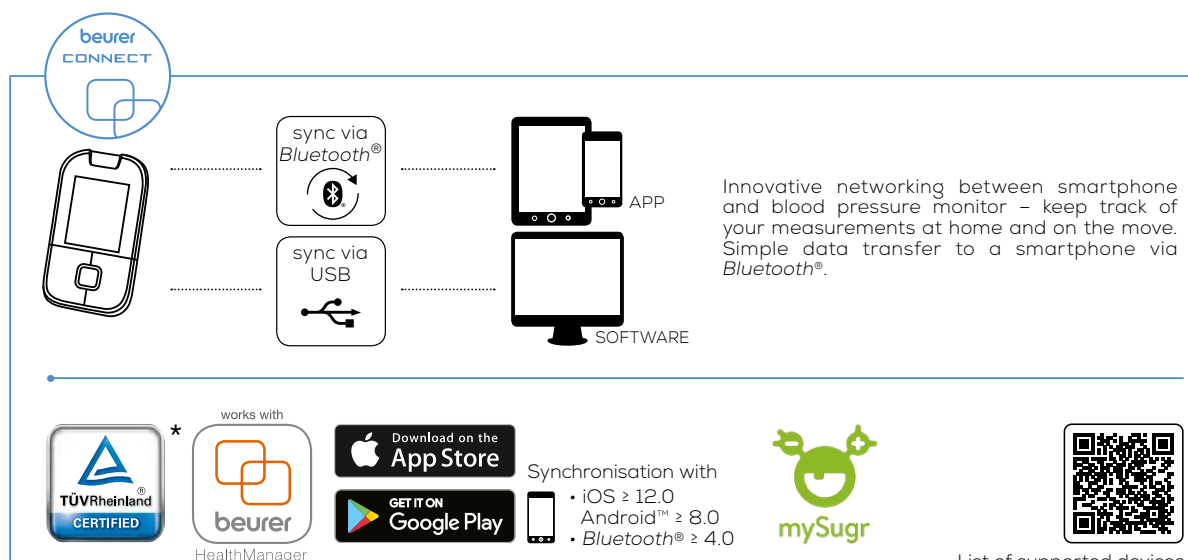 beurer
CONNECT
sync via
Bluetooth®
APP
sync via
USB
SOFTWARE
Innovative networking between smartphone
and blood pressure monitor – keep track of
your measurements at home and on the move.
Simple data transfer to a smartphone via
Bluetooth®.
TÜVRheinland®
CERTIFIED
*
works with
beurer
HealthManager
Download on the
App Store
GET IT ON
Google Play
Synchronisation with
• iOS ≥ 12.0
Android™ ≥ 8.0
• Bluetooth® ≥ 4.0
mySugr
List of supported devices